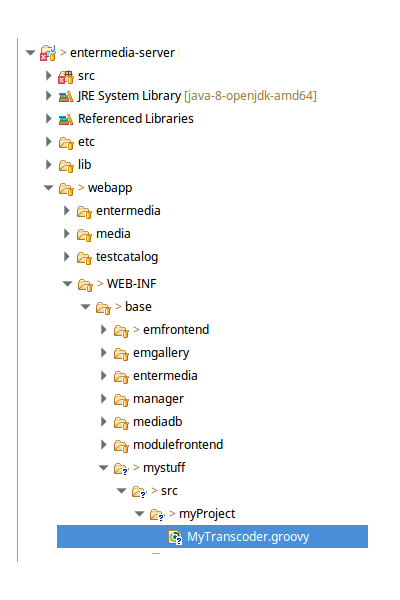 > entermedia-server
src
JRE System Library [java-8-openjdk-amd64]
Referenced Libraries
etc
lib
> webapp
entermedia
media
testcatalog
> WEB-INF
> base
> emfrontend
emgallery
entermedia
manager
mediadb
modulefrontend
> mystuff
> src
> myProject
MyTranscoder.groovy